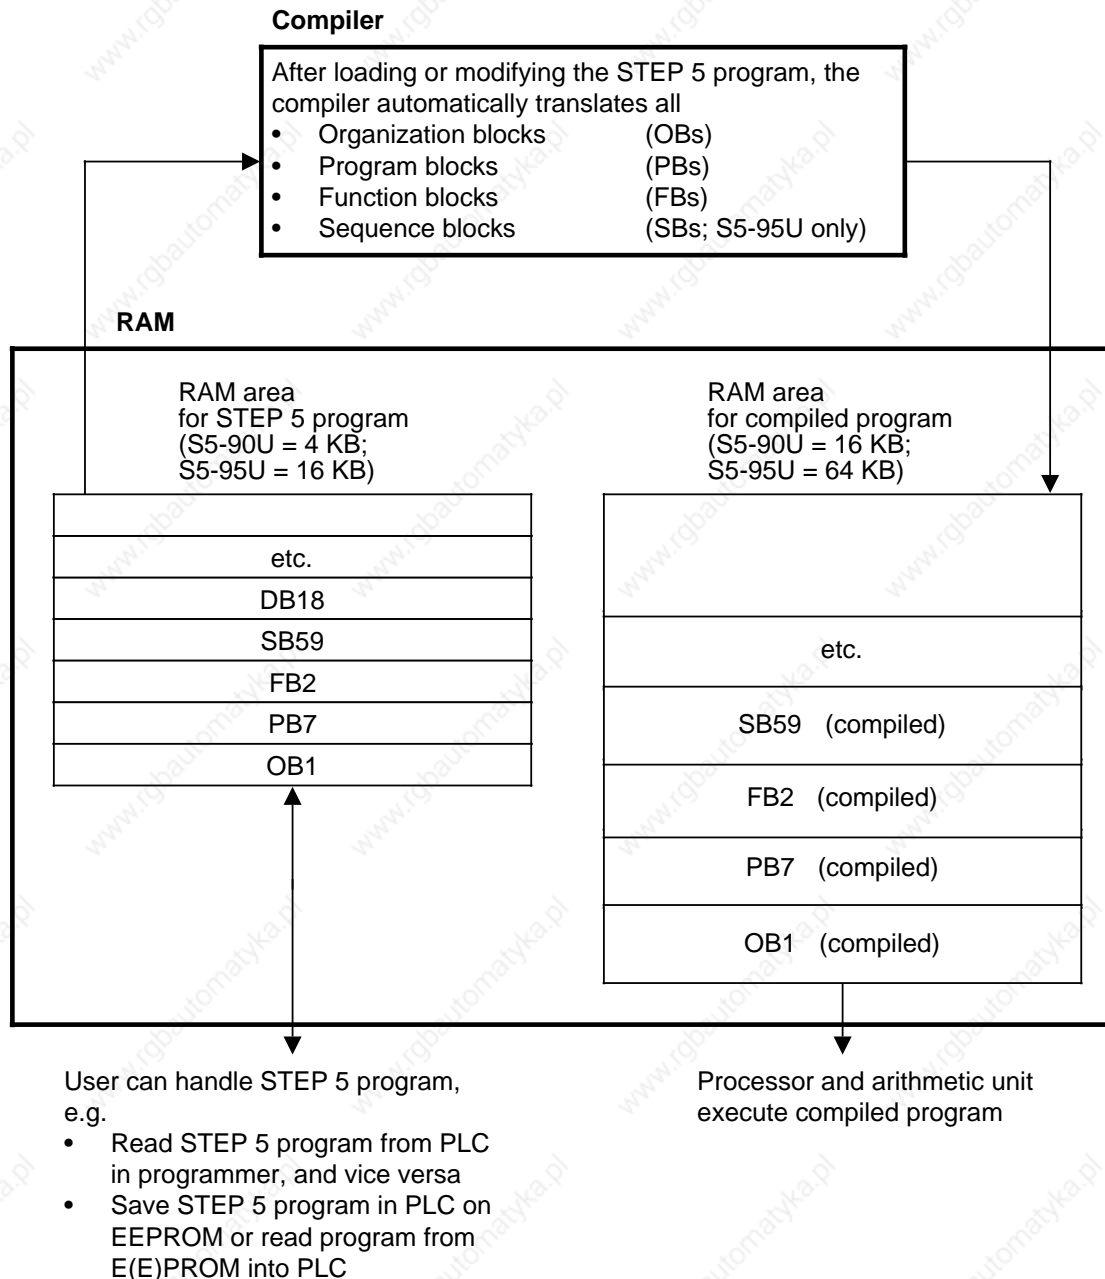 Compiler
After loading or modifying the STEP 5 program, the
compiler automatically translates all
• Organization blocks (OBs)
• Program blocks (PBs)
• Function blocks (FBs)
• Sequence blocks (SBs; S5-95U only)
RAM
RAM area
for STEP 5 program
(S5-90U = 4 KB;
S5-95U = 16 KB)
etc.
DB18
SB59
FB2
PB7
OB1
RAM area
for compiled program
(S5-90U = 16 KB;
S5-95U = 64 KB)
etc.
SB59 (compiled)
FB2 (compiled)
PB7 (compiled)
OB1 (compiled)
User can handle STEP 5 program,
e.g.
• Read STEP 5 program from PLC
in programmer, and vice versa
• Save STEP 5 program in PLC on
EEPROM or read program from
E(E)PROM into PLC
Processor and arithmetic unit
execute compiled program
www.rgbautomatyka.pl